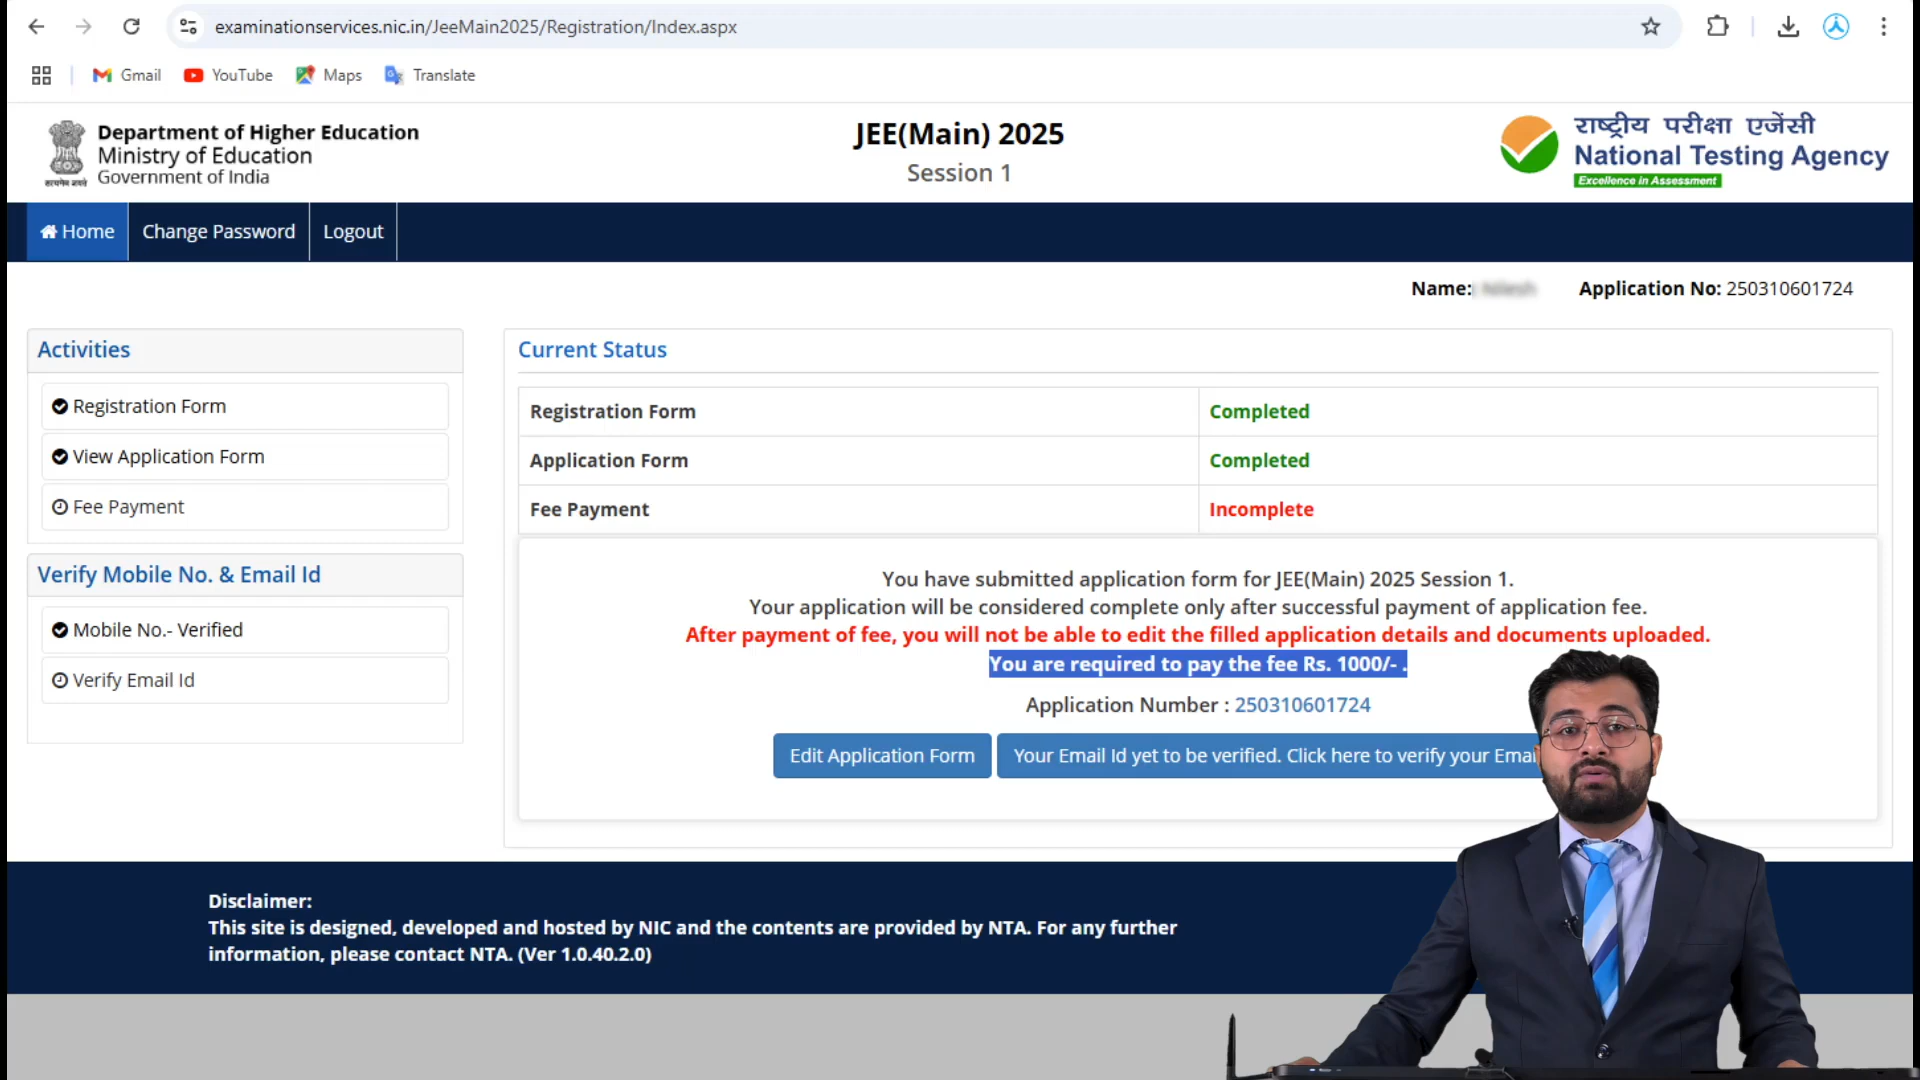 examinationservices.nic.in/JeeMain2025/Registration/Index.aspx
Gmail YouTube Maps Translate
Department of Higher Education
Ministry of Education
Government of India
सत्यमेव जयते
JEE(Main) 2025
Session 1
राष्ट्रीय परीक्षा एजेंसी
National Testing Agency
Excellence in Assessment
Home Change Password Logout
Name: Application No: 250310601724
Activities
Registration Form
View Application Form
Fee Payment
Verify Mobile No. & Email Id
Mobile No.- Verified
Verify Email Id
Current Status
Registration Form Completed
Application Form Completed
Fee Payment Incomplete
You have submitted application form for JEE(Main) 2025 Session 1.
Your application will be considered complete only after successful payment of application fee.
After payment of fee, you will not be able to edit the filled application details and documents uploaded.
You are required to pay the fee Rs. 1000/- .
Application Number : 250310601724
Edit Application Form
Your Email Id yet to be verified. Click here to verify your Emai
Disclaimer:
This site is designed, developed and hosted by NIC and the contents are provided by NTA. For any further
information, please contact NTA. (Ver 1.0.40.2.0)